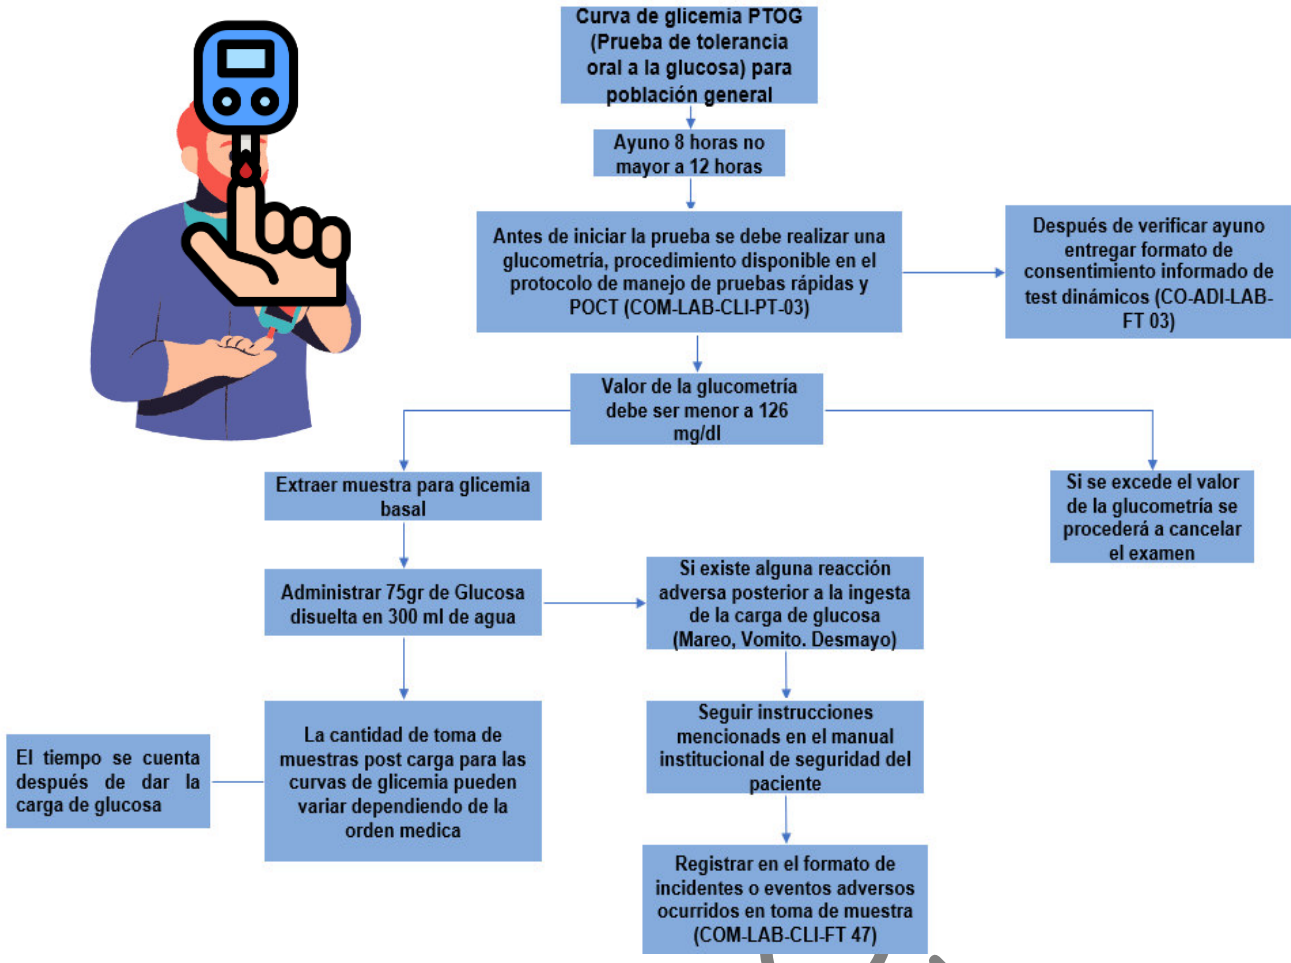 Curva de glicemia PTOG
(Prueba de tolerancia
oral a la glucosa) para
población general
Ayuno 8 horas no
mayor a 12 horas
Antes de iniciar la prueba se debe realizar una
glucometría, procedimiento disponible en el
protocolo de manejo de pruebas rápidas y
POCT (COM-LAB-CLI-PT-03)
Después de verificar ayuno
entregar formato de
consentimiento informado de
test dinámicos (CO-ADI-LAB-
FT 03)
Valor de la glucometría
debe ser menor a 126
mg/dl
Extraer muestra para glicemia
basal
Si se excede el valor
de la glucometría se
procederá a cancelar
el examen
Administrar 75gr de Glucosa
disuelta en 300 ml de agua
Si existe alguna reacción
adversa posterior a la ingesta
de la carga de glucosa
(Mareo, Vomito. Desmayo)
La cantidad de toma de
muestras post carga para las
curvas de glicemia pueden
variar dependiendo de la
orden medica
El tiempo se cuenta
después de dar la
carga de glucosa
Seguir instrucciones
mencionads en el manual
institucional de seguridad del
paciente
Registrar en el formato de
incidentes o eventos adversos
ocurridos en toma de muestra
(COM-LAB-CLI-FT 47)